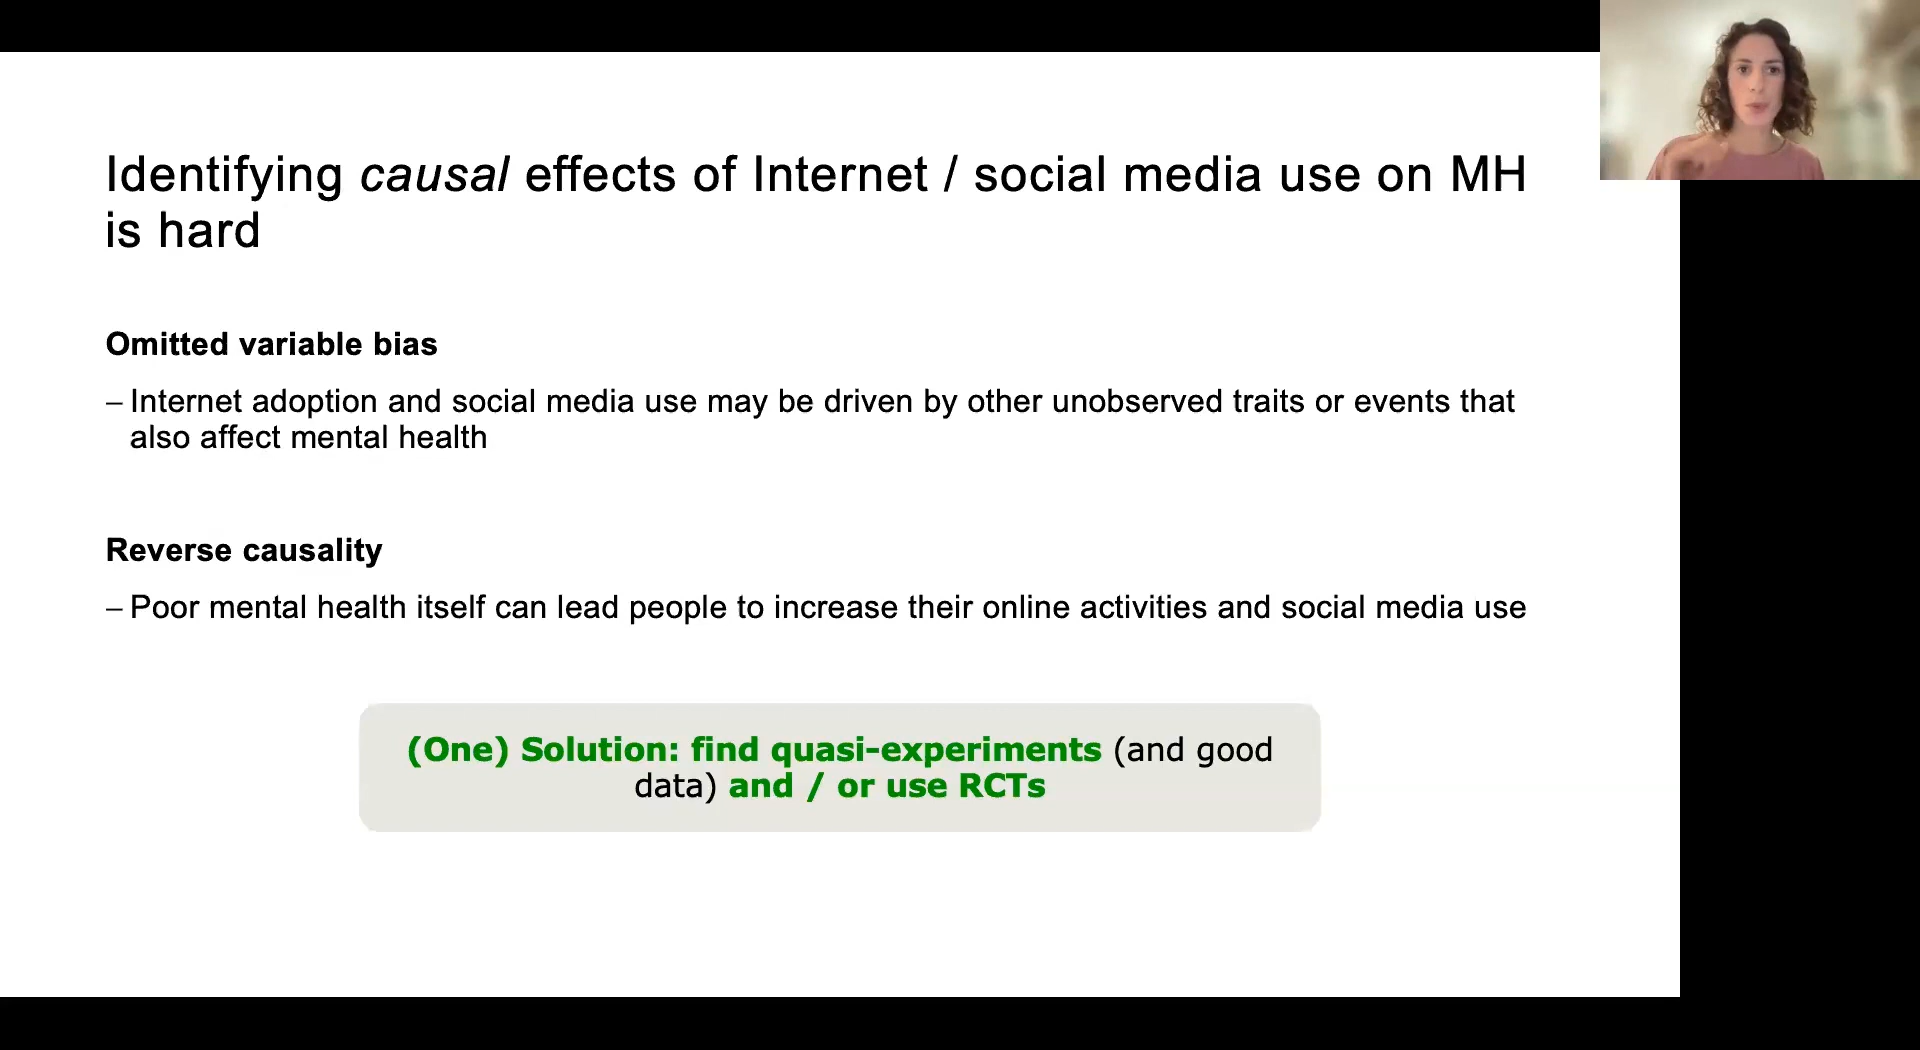 Identifying causal effects of Internet / social media use on MH
is hard
Omitted variable bias
– Internet adoption and social media use may be driven by other unobserved traits or events that
also affect mental health
Reverse causality
– Poor mental health itself can lead people to increase their online activities and social media use
(One) Solution: find quasi-experiments (and good
data) and / or use RCTs